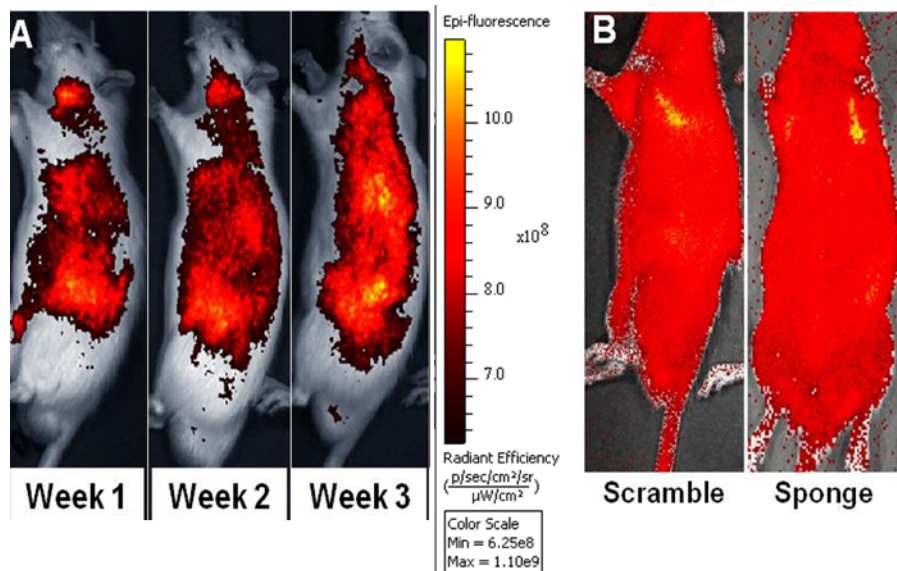 A
Week 1
Week 2
Week 3
Epi-fluorescence
10.0
9.0
x10⁸
8.0
7.0
Radiant Efficiency
(p/sec/cm²/sr
µW/cm²)
Color Scale
Min = 6.25e8
Max = 1.10e9
B
Scramble
Sponge